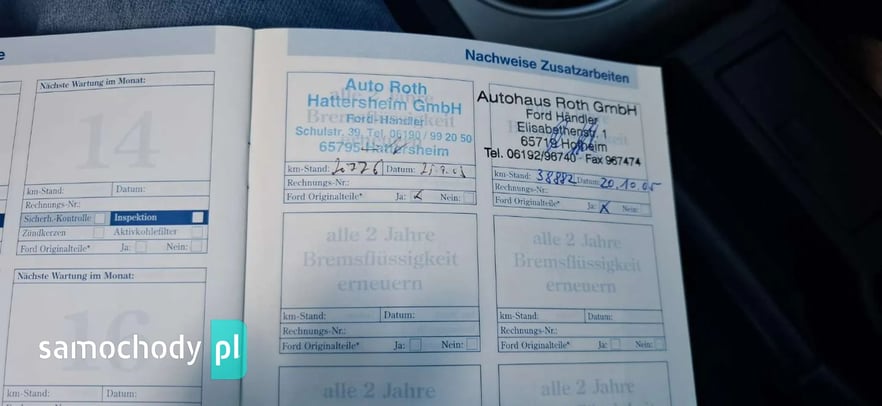 e
Nächste Wartung im Monat:
14
km-Stand: Datum:
Rechnungs-Nr.:
Sicherh.-Kontrolle Inspektion
Zündkerzen Aktivkohlefilter
Ford Originalteile* Ja: Nein:
Nächste Wartung im Monat:
16
km-Stand: Datum:
samochody pl
Nachweise Zusatzarbeiten
alle 2 Jahre
Bremsflüssigkeit
erneuern
Auto Roth
Hattersheim GmbH
Ford-Händler
Schulstr. 39, Tel. 06190 / 99 20 50
65795 Hattersheim
km-Stand: Datum:
Rechnungs-Nr.:
Ford Originalteile* Ja: Nein:
Autohaus Roth GmbH
Ford Händler
Elisabethenstr. 1
65719 Hofheim
Tel. 06192/96740 - Fax 967474
km-Stand: 38882 Datum: 20.10.05
Rechnungs-Nr.:
Ford Originalteile* Ja: x Nein:
alle 2 Jahre
Bremsflüssigkeit
erneuern
km-Stand: Datum:
Rechnungs-Nr.:
Ford Originalteile* Ja: Nein:
alle 2 Jahre
Bremsflüssigkeit
erneuern
km-Stand: Datum:
Rechnungs-Nr.:
Ford Originalteile* Ja: Nein:
alle 2 Jahre
alle 2 Jahre